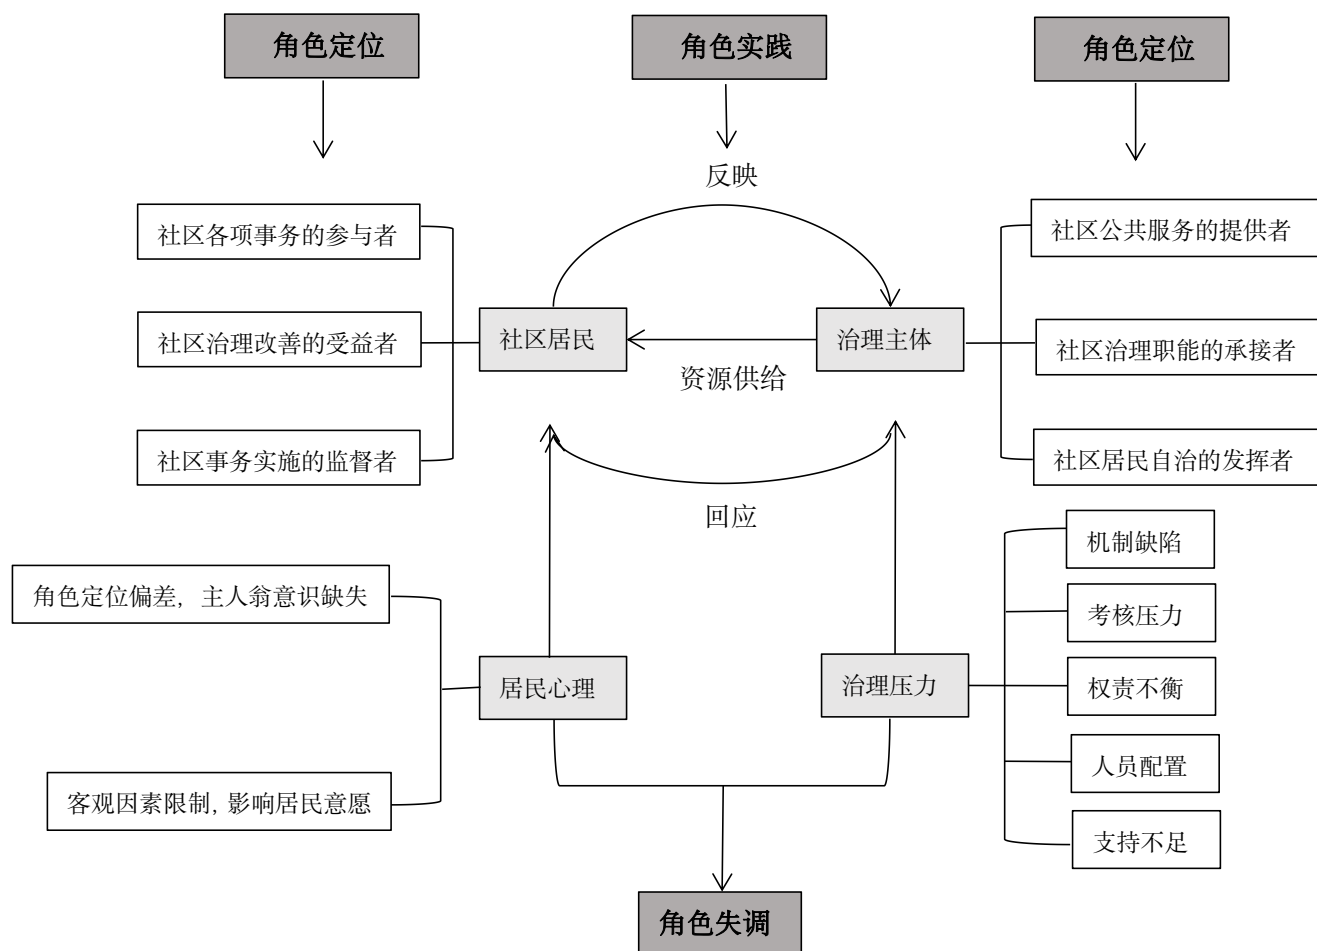 角色定位
角色实践
角色定位
反映
社区各项事务的参与者
社区公共服务的提供者
社区治理改善的受益者
社区居民
治理主体
社区治理职能的承接者
资源供给
社区事务实施的监督者
社区居民自治的发挥者
回应
机制缺陷
角色定位偏差，主人翁意识缺失
考核压力
居民心理
治理压力
权责不衡
人员配置
客观因素限制,影响居民意愿
支持不足
角色失调